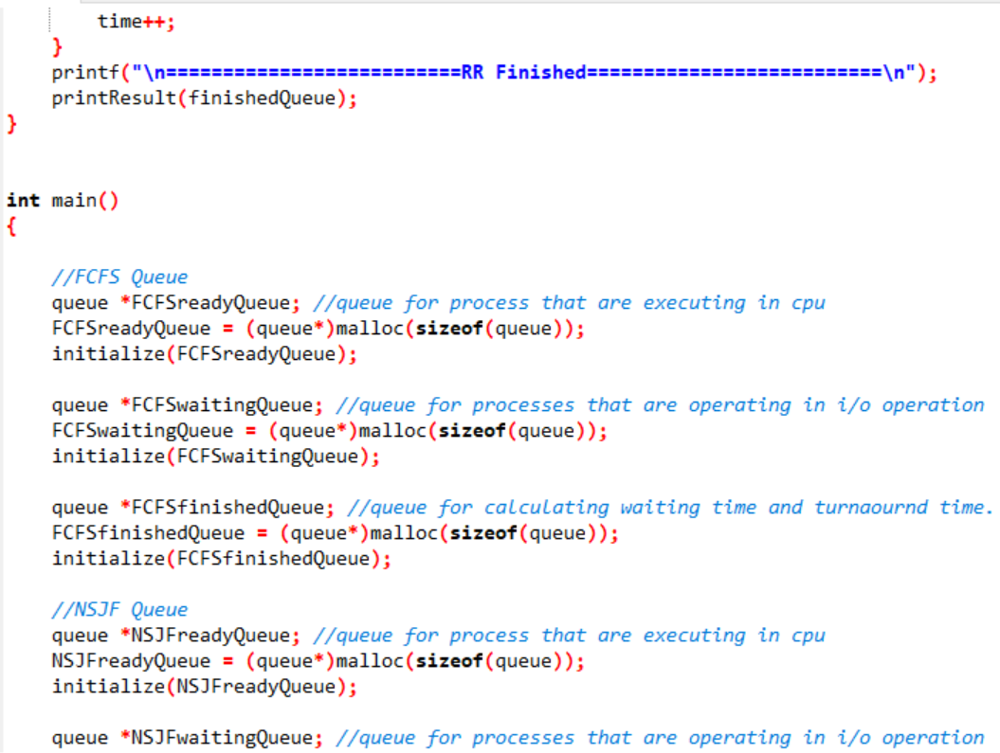 time++;
}
printf("\n==========================RR Finished==========================\n");
printResult(finishedQueue);
}
int main()
{
//FCFS Queue
queue *FCFSreadyQueue; //queue for process that are executing in cpu
FCFSreadyQueue = (queue*)malloc(sizeof(queue));
initialize(FCFSreadyQueue);
queue *FCFSwaitingQueue; //queue for processes that are operating in i/o operation
FCFSwaitingQueue = (queue*)malloc(sizeof(queue));
initialize(FCFSwaitingQueue);
queue *FCFSfinishedQueue; //queue for calculating waiting time and turnaournd time.
FCFSfinishedQueue = (queue*)malloc(sizeof(queue));
initialize(FCFSfinishedQueue);
//NSJF Queue
queue *NSJFreadyQueue; //queue for process that are executing in cpu
NSJFreadyQueue = (queue*)malloc(sizeof(queue));
initialize(NSJFreadyQueue);
queue *NSJFwaitingQueue; //queue for processes that are operating in i/o operation